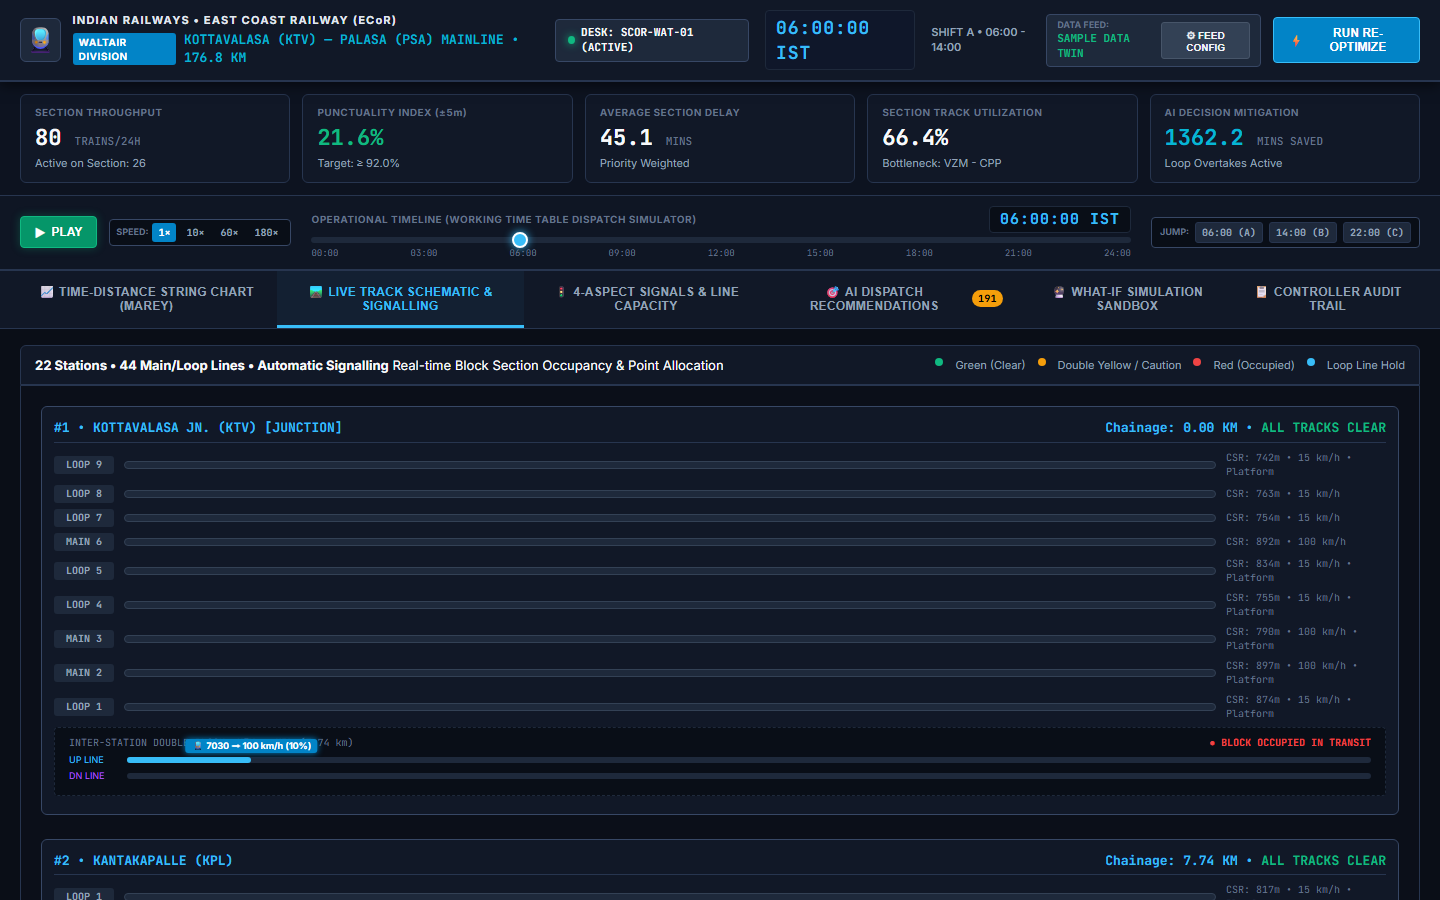 INDIAN RAILWAYS • EAST COAST RAILWAY (ECoR)
WALTAIR DIVISION
KOTTAVALASA (KTV) — PALASA (PSA) MAINLINE • 176.8 KM
DESK: SCOR-WAT-01 (ACTIVE)
06:00:00 IST
SHIFT A • 06:00 - 14:00
DATA FEED:
SAMPLE DATA TWIN
⚙ FEED CONFIG
RUN RE-OPTIMIZE
SECTION THROUGHPUT
80 TRAINS/24H
Active on Section: 26
PUNCTUALITY INDEX (±5m)
21.6%
Target: ≥ 92.0%
AVERAGE SECTION DELAY
45.1 MINS
Priority Weighted
SECTION TRACK UTILIZATION
66.4%
Bottleneck: VZM - CPP
AI DECISION MITIGATION
1362.2 MINS SAVED
Loop Overtakes Active
▶ PLAY
SPEED: 1× 10× 60× 180×
OPERATIONAL TIMELINE (WORKING TIME TABLE DISPATCH SIMULATOR)
06:00:00 IST
00:00 03:00 06:00 09:00 12:00 15:00 18:00 21:00 24:00
JUMP: 06:00 (A) 14:00 (B) 22:00 (C)
TIME-DISTANCE STRING CHART (MAREY)
LIVE TRACK SCHEMATIC & SIGNALLING
4-ASPECT SIGNALS & LINE CAPACITY
AI DISPATCH RECOMMENDATIONS 191
WHAT-IF SIMULATION SANDBOX
CONTROLLER AUDIT TRAIL
22 Stations • 44 Main/Loop Lines • Automatic Signalling Real-time Block Section Occupancy & Point Allocation
Green (Clear) Double Yellow / Caution Red (Occupied) Loop Line Hold
#1 • KOTTAVALASA JN. (KTV) [JUNCTION]
Chainage: 0.00 KM • ALL TRACKS CLEAR
LOOP 9 CSR: 742m • 15 km/h • Platform
LOOP 8 CSR: 763m • 15 km/h
LOOP 7 CSR: 754m • 15 km/h
MAIN 6 CSR: 892m • 100 km/h
LOOP 5 CSR: 834m • 15 km/h • Platform
LOOP 4 CSR: 755m • 15 km/h • Platform
MAIN 3 CSR: 790m • 100 km/h • Platform
MAIN 2 CSR: 897m • 100 km/h • Platform
LOOP 1 CSR: 874m • 15 km/h • Platform
INTER-STATION DOUBL
7030 → 100 km/h (10%)
74 km)
● BLOCK OCCUPIED IN TRANSIT
UP LINE
DN LINE
#2 • KANTAKAPALLE (KPL)
Chainage: 7.74 KM • ALL TRACKS CLEAR
LOOP 1 CSR: 817m • 15 km/h •